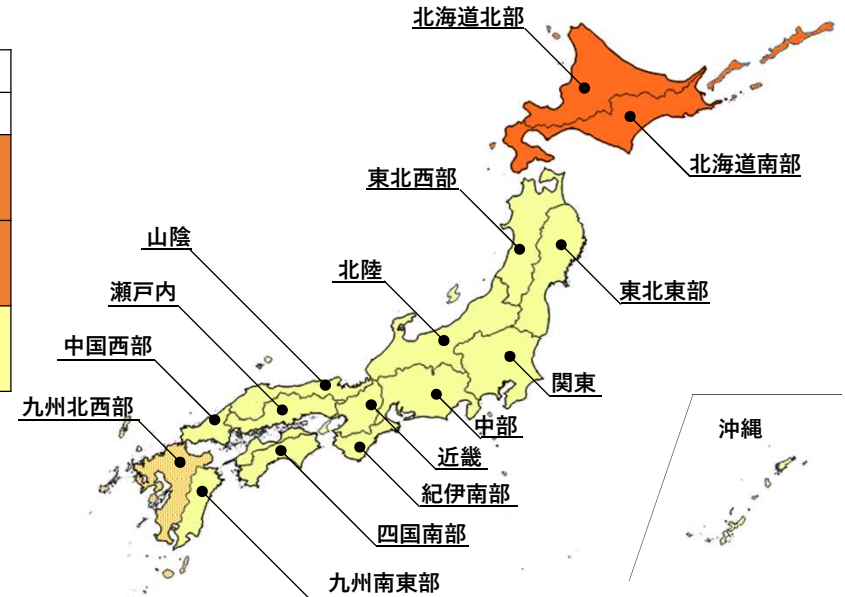 北海道北部
北海道南部
東北西部
山陰
北陸
瀬戸内
東北東部
中国西部
関東
九州北西部
中部
沖縄
近畿
紀伊南部
四国南部
九州南東部